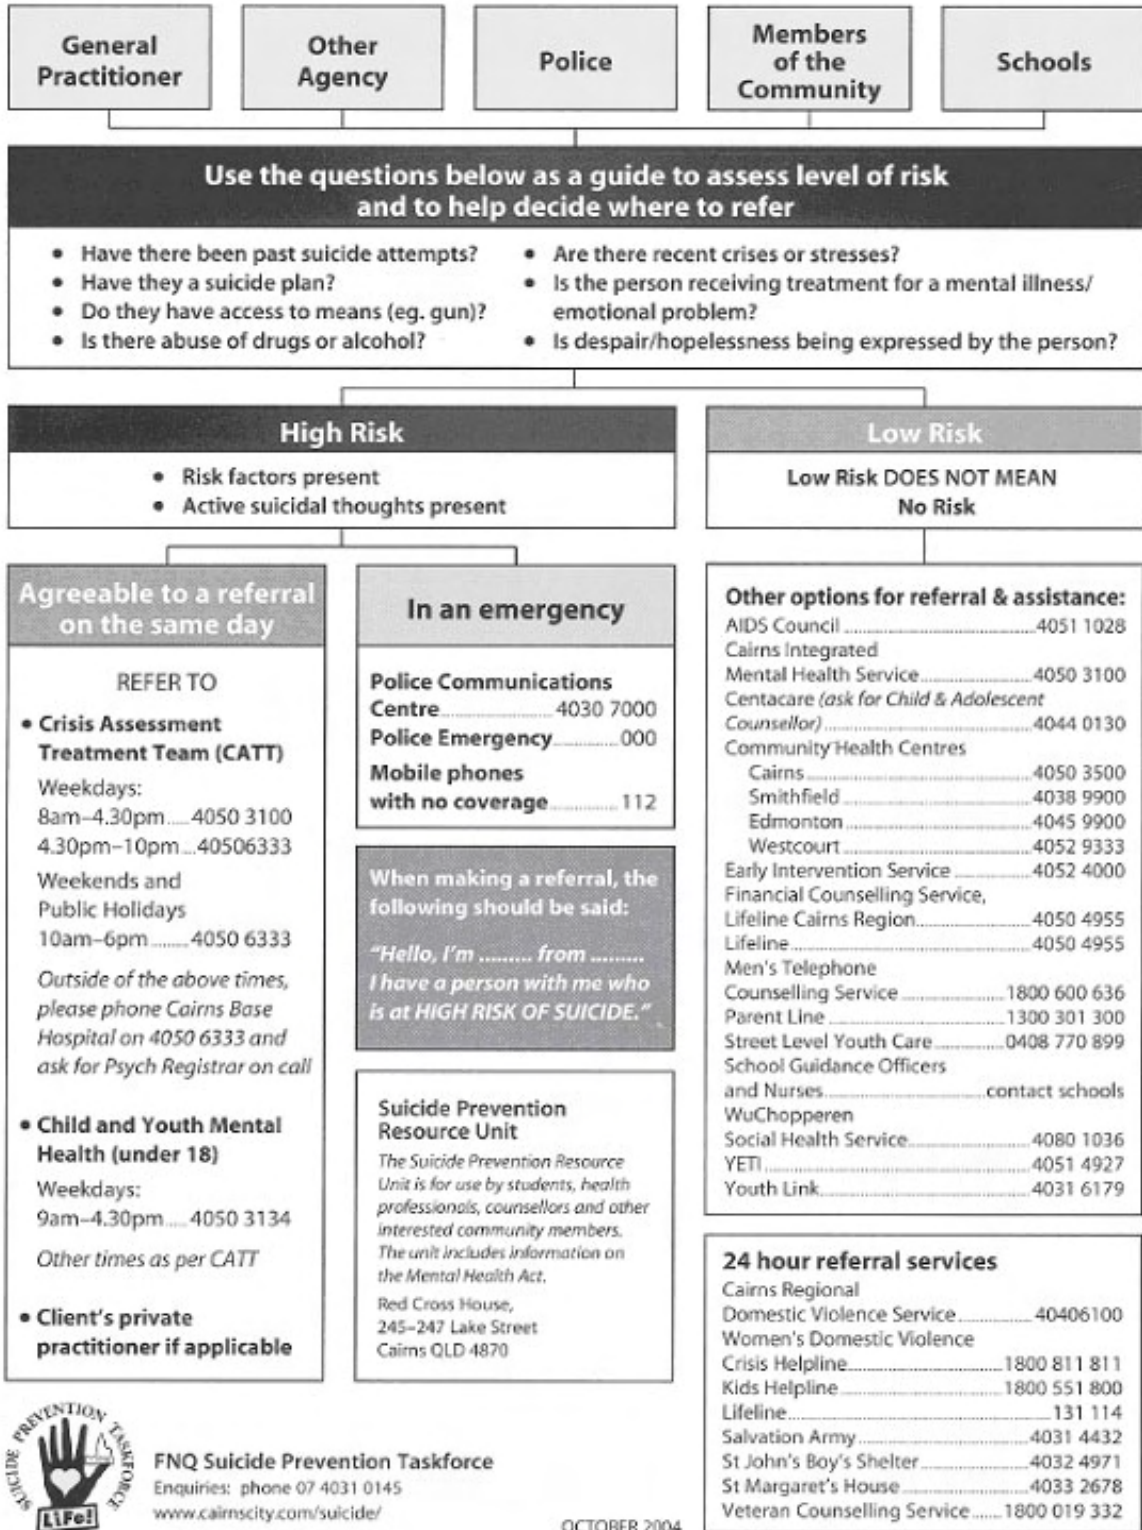 General
Practitioner
Other
Agency
Police
Members
of the
Community
Schools
Use the questions below as a guide to assess level of risk
and to help decide where to refer
• Have there been past suicide attempts?
• Have they a suicide plan?
• Do they have access to means (eg. gun)?
• Is there abuse of drugs or alcohol?
• Are there recent crises or stresses?
• Is the person receiving treatment for a mental illness/
emotional problem?
• Is despair/hopelessness being expressed by the person?
High Risk
• Risk factors present
• Active suicidal thoughts present
Low Risk
Low Risk DOES NOT MEAN
No Risk
Agreeable to a referral
on the same day
REFER TO
• Crisis Assessment
Treatment Team (CATT)
Weekdays:
8am–4.30pm ..... 4050 3100
4.30pm–10pm ... 40506333
Weekends and
Public Holidays
10am–6pm ........ 4050 6333
Outside of the above times,
please phone Cairns Base
Hospital on 4050 6333 and
ask for Psych Registrar on call
• Child and Youth Mental
Health (under 18)
Weekdays:
9am–4.30pm ..... 4050 3134
Other times as per CATT
• Client's private
practitioner if applicable
In an emergency
Police Communications
Centre .................... 4030 7000
Police Emergency ............ 000
Mobile phones
with no coverage ............ 112
When making a referral, the
following should be said:
"Hello, I'm ......... from .........
I have a person with me who
is at HIGH RISK OF SUICIDE."
Suicide Prevention
Resource Unit
The Suicide Prevention Resource
Unit is for use by students, health
professionals, counsellors and other
interested community members.
The unit includes information on
the Mental Health Act.
Red Cross House,
245–247 Lake Street
Cairns QLD 4870
Other options for referral & assistance:
AIDS Council ..................... 4051 1028
Cairns Integrated
Mental Health Service ..................... 4050 3100
Centacare (ask for Child & Adolescent
Counsellor) ..................... 4044 0130
Community Health Centres
Cairns ..................... 4050 3500
Smithfield ..................... 4038 9900
Edmonton ..................... 4045 9900
Westcourt ..................... 4052 9333
Early Intervention Service ............... 4052 4000
Financial Counselling Service,
Lifeline Cairns Region ..................... 4050 4955
Lifeline ..................... 4050 4955
Men's Telephone
Counselling Service ..................... 1800 600 636
Parent Line ..................... 1300 301 300
Street Level Youth Care ............... 0408 770 899
School Guidance Officers
and Nurses ..................... contact schools
WuChopperen
Social Health Service ..................... 4080 1036
YETI ..................... 4051 4927
Youth Link ..................... 4031 6179
24 hour referral services
Cairns Regional
Domestic Violence Service ............... 40406100
Women's Domestic Violence
Crisis Helpline ..................... 1800 811 811
Kids Helpline ..................... 1800 551 800
Lifeline ..................... 131 114
Salvation Army ..................... 4031 4432
St John's Boy's Shelter ..................... 4032 4971
St Margaret's House ..................... 4033 2678
Veteran Counselling Service ...... 1800 019 332
SUICIDE PREVENTION TASKFORCE
LiFe!
FNQ Suicide Prevention Taskforce
Enquiries: phone 07 4031 0145
www.cairnscity.com/suicide/
OCTOBER 2004